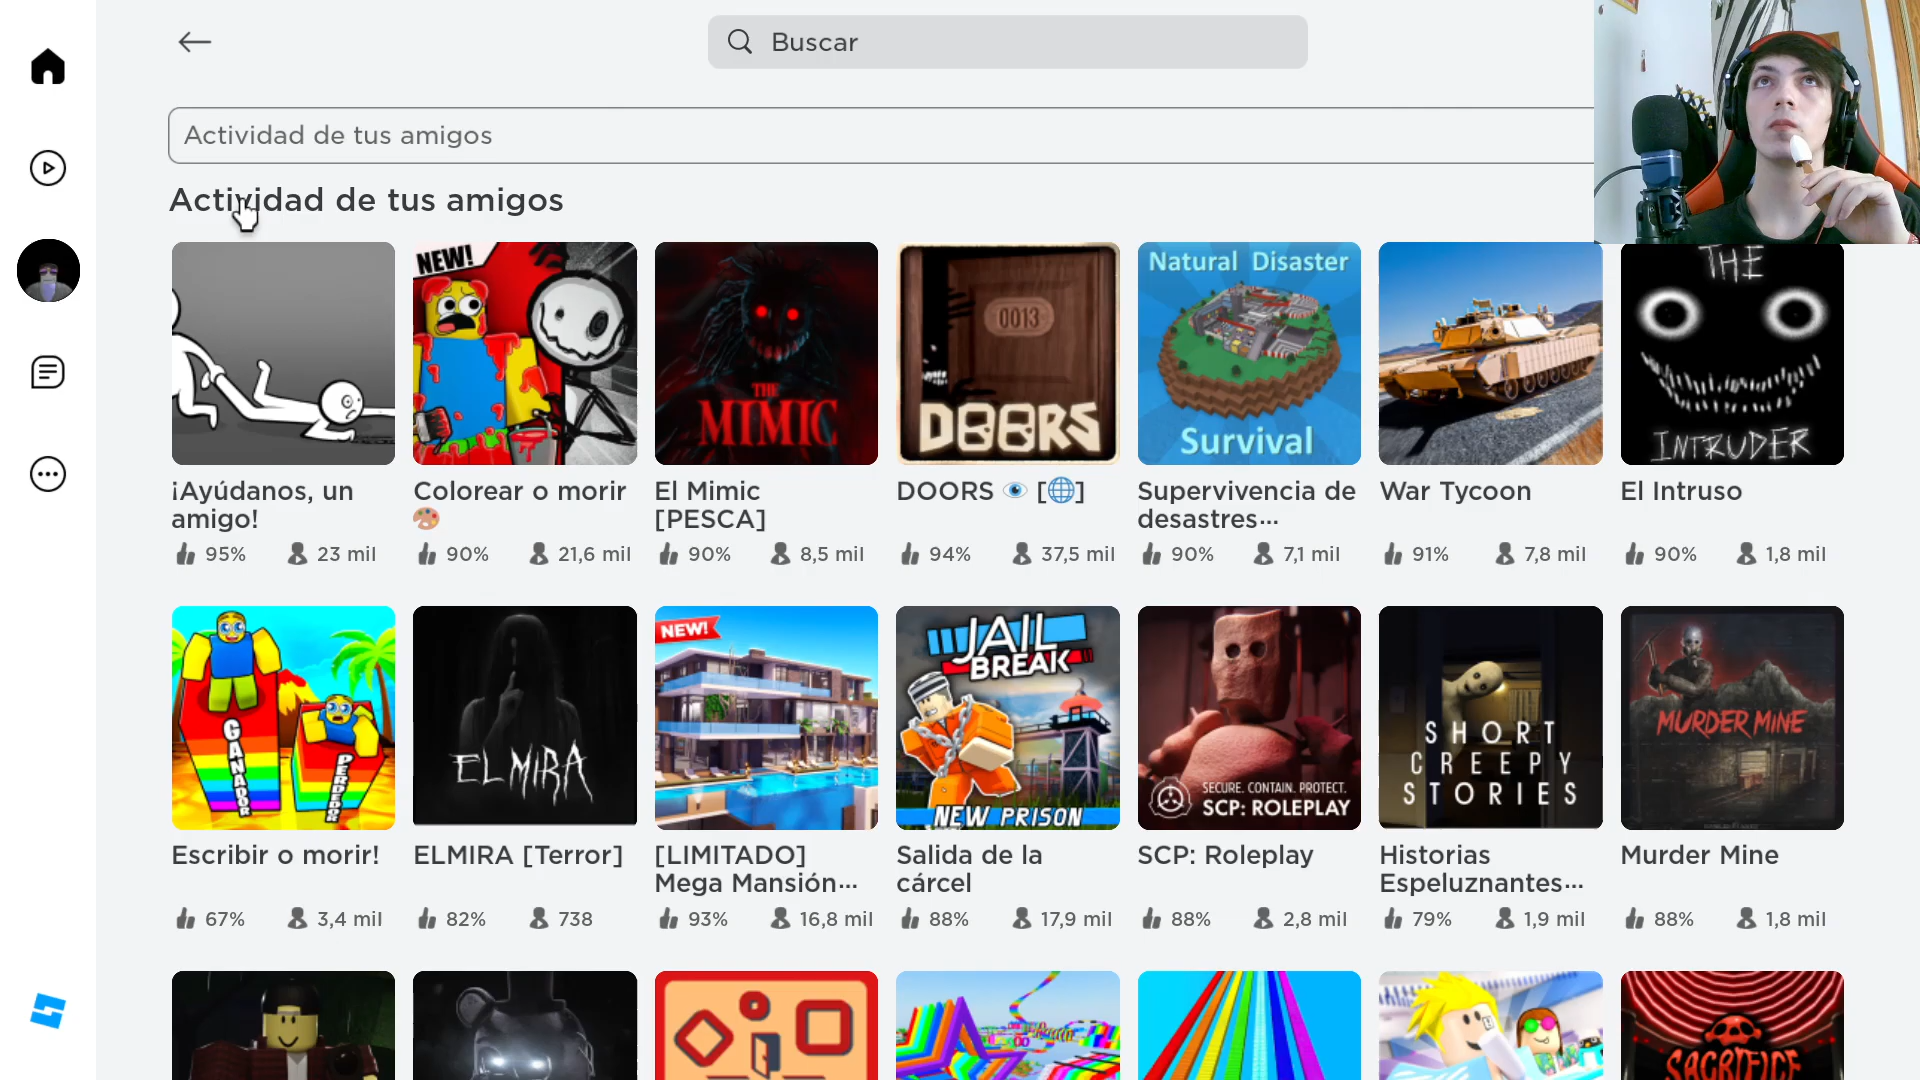 Buscar
Actividad de tus amigos
Actividad de tus amigos
NEW!
THE
MIMIC
0013
DOORS
Natural Disaster
Survival
THE
INTRUDER
¡Ayúdanos, un
amigo!
95% 23 mil
Colorear o morir
🎨
90% 21,6 mil
El Mimic
[PESCA]
90% 8,5 mil
DOORS 👁️ [🌐]
94% 37,5 mil
Supervivencia de
desastres...
90% 7,1 mil
War Tycoon
91% 7,8 mil
El Intruso
90% 1,8 mil
GANADOR
PERDEDOR
ELMIRA
NEW!
JAIL
BREAK
NEW PRISON
SECURE. CONTAIN. PROTECT.
SCP: ROLEPLAY
SHORT
CREEPY
STORIES
MURDER MINE
Escribir o morir!
67% 3,4 mil
ELMIRA [Terror]
82% 738
[LIMITADO]
Mega Mansión...
93% 16,8 mil
Salida de la
cárcel
88% 17,9 mil
SCP: Roleplay
88% 2,8 mil
Historias
Espeluznantes...
79% 1,9 mil
Murder Mine
88% 1,8 mil
SACRIFICE